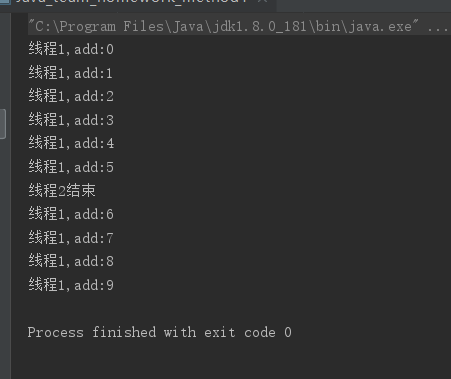 "C:\Program Files\Java\jdk1.8.0_181\bin\java.exe" ...
线程1,add:0
线程1,add:1
线程1,add:2
线程1,add:3
线程1,add:4
线程1,add:5
线程2结束
线程1,add:6
线程1,add:7
线程1,add:8
线程1,add:9
Process finished with exit code 0